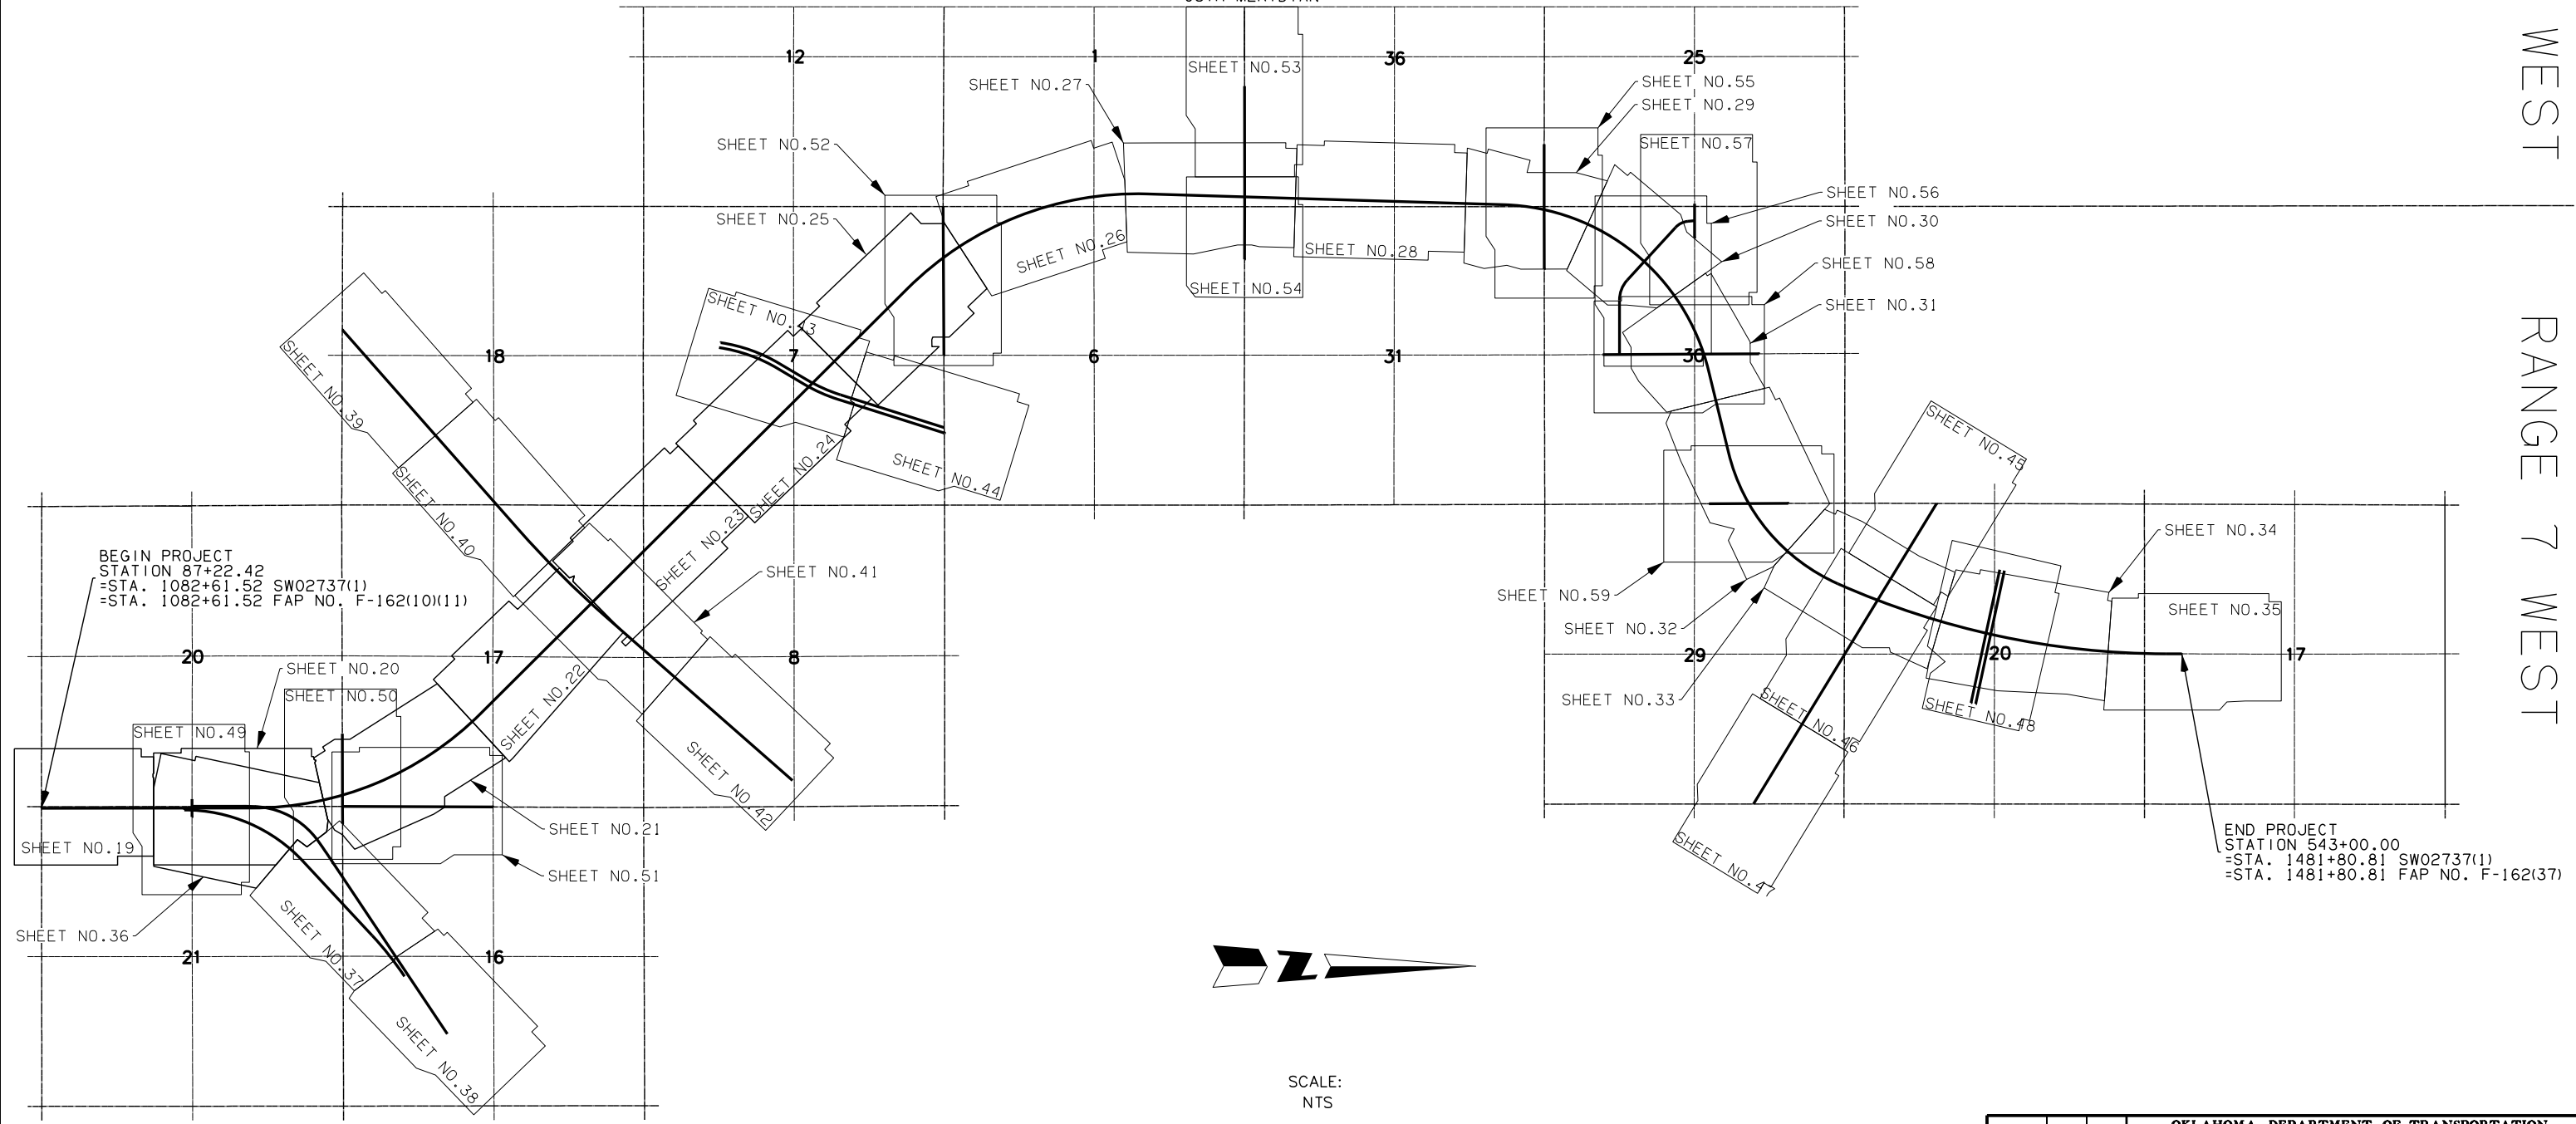 12
1
36
25
SHEET NO.53
SHEET NO.27
SHEET NO.55
SHEET NO.29
SHEET NO.52
SHEET NO.57
SHEET NO.56
SHEET NO.25
SHEET NO.30
SHEET NO.26
SHEET NO.28
SHEET NO.58
SHEET NO.54
SHEET NO.31
SHEET NO.43
18
7
6
31
30
SHEET NO.39
SHEET NO.24
SHEET NO.44
SHEET NO.45
SHEET NO.40
SHEET NO.23
SHEET NO.34
BEGIN PROJECT
STATION 87+22.42
=STA. 1082+61.52 SW02737(1)
=STA. 1082+61.52 FAP NO. F-162(10)(11)
SHEET NO.41
SHEET NO.59
SHEET NO.35
SHEET NO.32
20
17
8
29
20
17
SHEET NO.20
SHEET NO.50
SHEET NO.22
SHEET NO.33
SHEET NO.46
SHEET NO.48
SHEET NO.49
SHEET NO.42
SHEET NO.19
SHEET NO.21
SHEET NO.51
SHEET NO.47
END PROJECT
STATION 543+00.00
=STA. 1481+80.81 SW02737(1)
=STA. 1481+80.81 FAP NO. F-162(37)
SHEET NO.36
SHEET NO.37
21
16
SHEET NO.38
N
SCALE:
NTS
WEST
RANGE 7 WEST
OKLAHOMA DEPARTMENT OF TRANSPORTATION